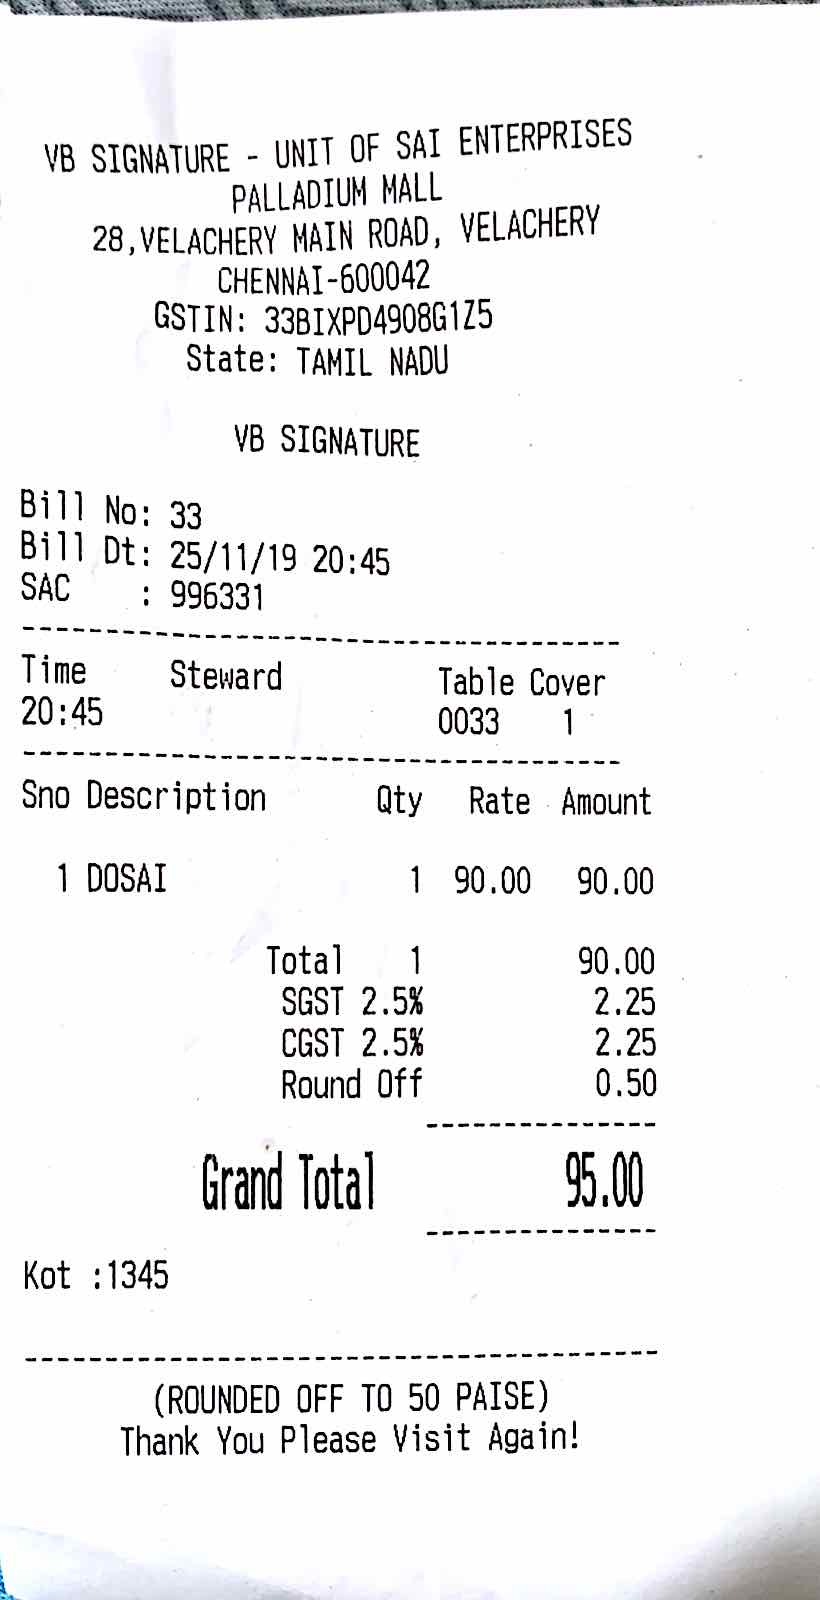 VB SIGNATURE - UNIT OF SAI ENTERPRISES
PALLADIUM MALL
28,VELACHERY MAIN ROAD, VELACHERY
CHENNAI-600042
GSTIN: 33BIXPD4908G1Z5
State: TAMIL NADU
VB SIGNATURE
Bill No: 33
Bill Dt: 25/11/19 20:45
SAC : 996331
Time Steward Table Cover
20:45 0033 1
Sno Description Qty Rate Amount
1 DOSAI 1 90.00 90.00
Total 1 90.00
SGST 2.5% 2.25
CGST 2.5% 2.25
Round Off 0.50
Grand Total 95.00
Kot :1345
(ROUNDED OFF TO 50 PAISE)
Thank You Please Visit Again!